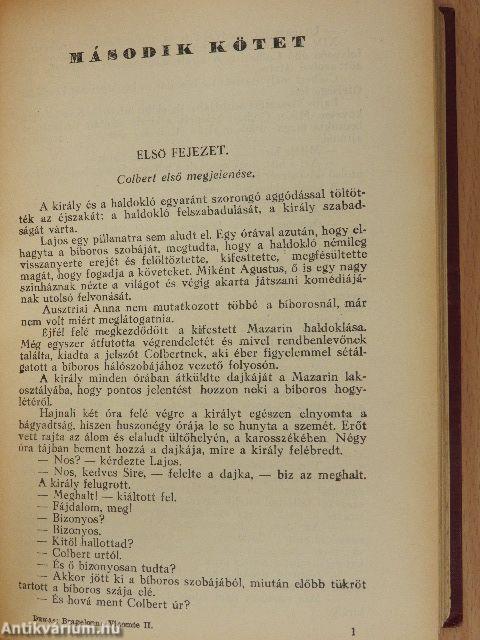 MÁSODIK KÖTET
ELSŐ FEJEZET.
Colbert első megjelenése.
A király és a haldokló egyaránt szorongó aggódással töltöt-
ték az éjszakát: a haldokló felszabadulását, a király szabad-
ságát várta.
Lajos egy pillanatra sem aludt el. Egy órával azután, hogy el-
hagyta a bíboros szobáját, megtudta, hogy a haldokló némileg
visszanyerte erejét és felöltöztette, kifestette, megfésültette
magát, hogy fogadja a követeket. Miként Agustus, ő is egy nagy
színháznak nézte a világot és végig akarta játszani komédiájá-
nak utolsó felvonását.
Ausztriai Anna nem mutatkozott többé a bíborosnál, már
nem volt miért meglátogatnia.
Éjfél felé megkezdődött a kifestett Mazarin haldoklása.
Még egyszer átfutotta végrendeletét és mivel rendbenlevőnek
találta, kiadta a jelszót Colbertnek, aki éber figyelemmel sétál-
gatott a bíboros hálószobájához vezető folyosón.
A király minden órában átküldte dajkáját a Mazarin lak-
osztályába, hogy pontos jelentést hozzon neki a bíboros hogy-
létéről.
Hajnali két óra felé végre a királyt egészen elnyomta a
bágyadtság, hiszen huszonégy órája le se hunyta a szemét. Erőt
vett rajta az álom és elaludt ültőhelyén, a karosszékében. Négy
óra tájban bement hozzá a dajkája, mire a király felébredt.
— Nos? — kérdezte Lajos.
— Nos, kedves Sire, — felelte a dajka, — biz az meghalt.
A király felugrott.
— Meghalt! — kiáltott fel.
— Fájdalom, meg!
— Bizonyos?
— Bizonyos.
— Kitől hallottad?
— Colbert urtól.
— És ő bizonyosan tudta?
— Akkor jött ki a bíboros szobájából, miután előbb tükröt
tartott a bíboros szája elé.
— És hová ment Colbert úr?
Dumas: Bragelonne Vicomte II.
1
Antikvarium.hu